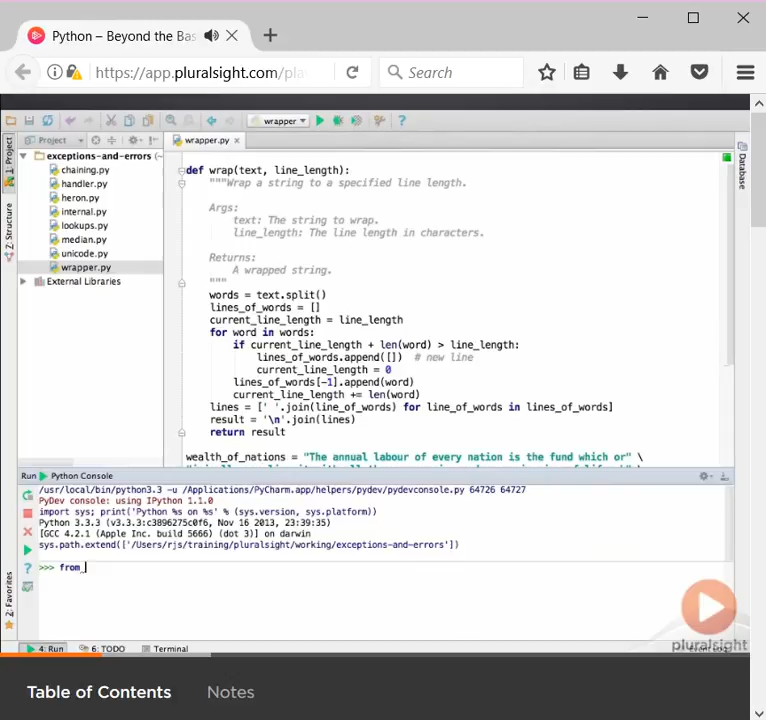 Python – Beyond the Bas
https://app.pluralsight.com/pla
Search
wrapper
Project
wrapper.py
1: Project
Z: Structure
2: Favorites
Database
exceptions-and-errors (~
chaining.py
handler.py
heron.py
internal.py
lookups.py
median.py
unicode.py
wrapper.py
External Libraries
def wrap(text, line_length):
"""Wrap a string to a specified line length.
Args:
text: The string to wrap.
line_length: The line length in characters.
Returns:
A wrapped string.
"""
words = text.split()
lines_of_words = []
current_line_length = line_length
for word in words:
if current_line_length + len(word) > line_length:
lines_of_words.append([]) # new line
current_line_length = 0
lines_of_words[-1].append(word)
current_line_length += len(word)
lines = [' '.join(line_of_words) for line_of_words in lines_of_words]
result = '\n'.join(lines)
return result
wealth_of_nations = "The annual labour of every nation is the fund which or" \
Run Python Console
/usr/local/bin/python3.3 -u /Applications/PyCharm.app/helpers/pydev/pydevconsole.py 64726 64727
PyDev console: using IPython 1.1.0
import sys; print('Python %s on %s' % (sys.version, sys.platform))
Python 3.3.3 (v3.3.3:c3896275c0f6, Nov 16 2013, 23:39:35)
[GCC 4.2.1 (Apple Inc. build 5666) (dot 3)] on darwin
sys.path.extend(['/Users/rjs/training/pluralsight/working/exceptions-and-errors'])
>>> from
4: Run 6: TODO Terminal
pluralsight
Table of Contents Notes